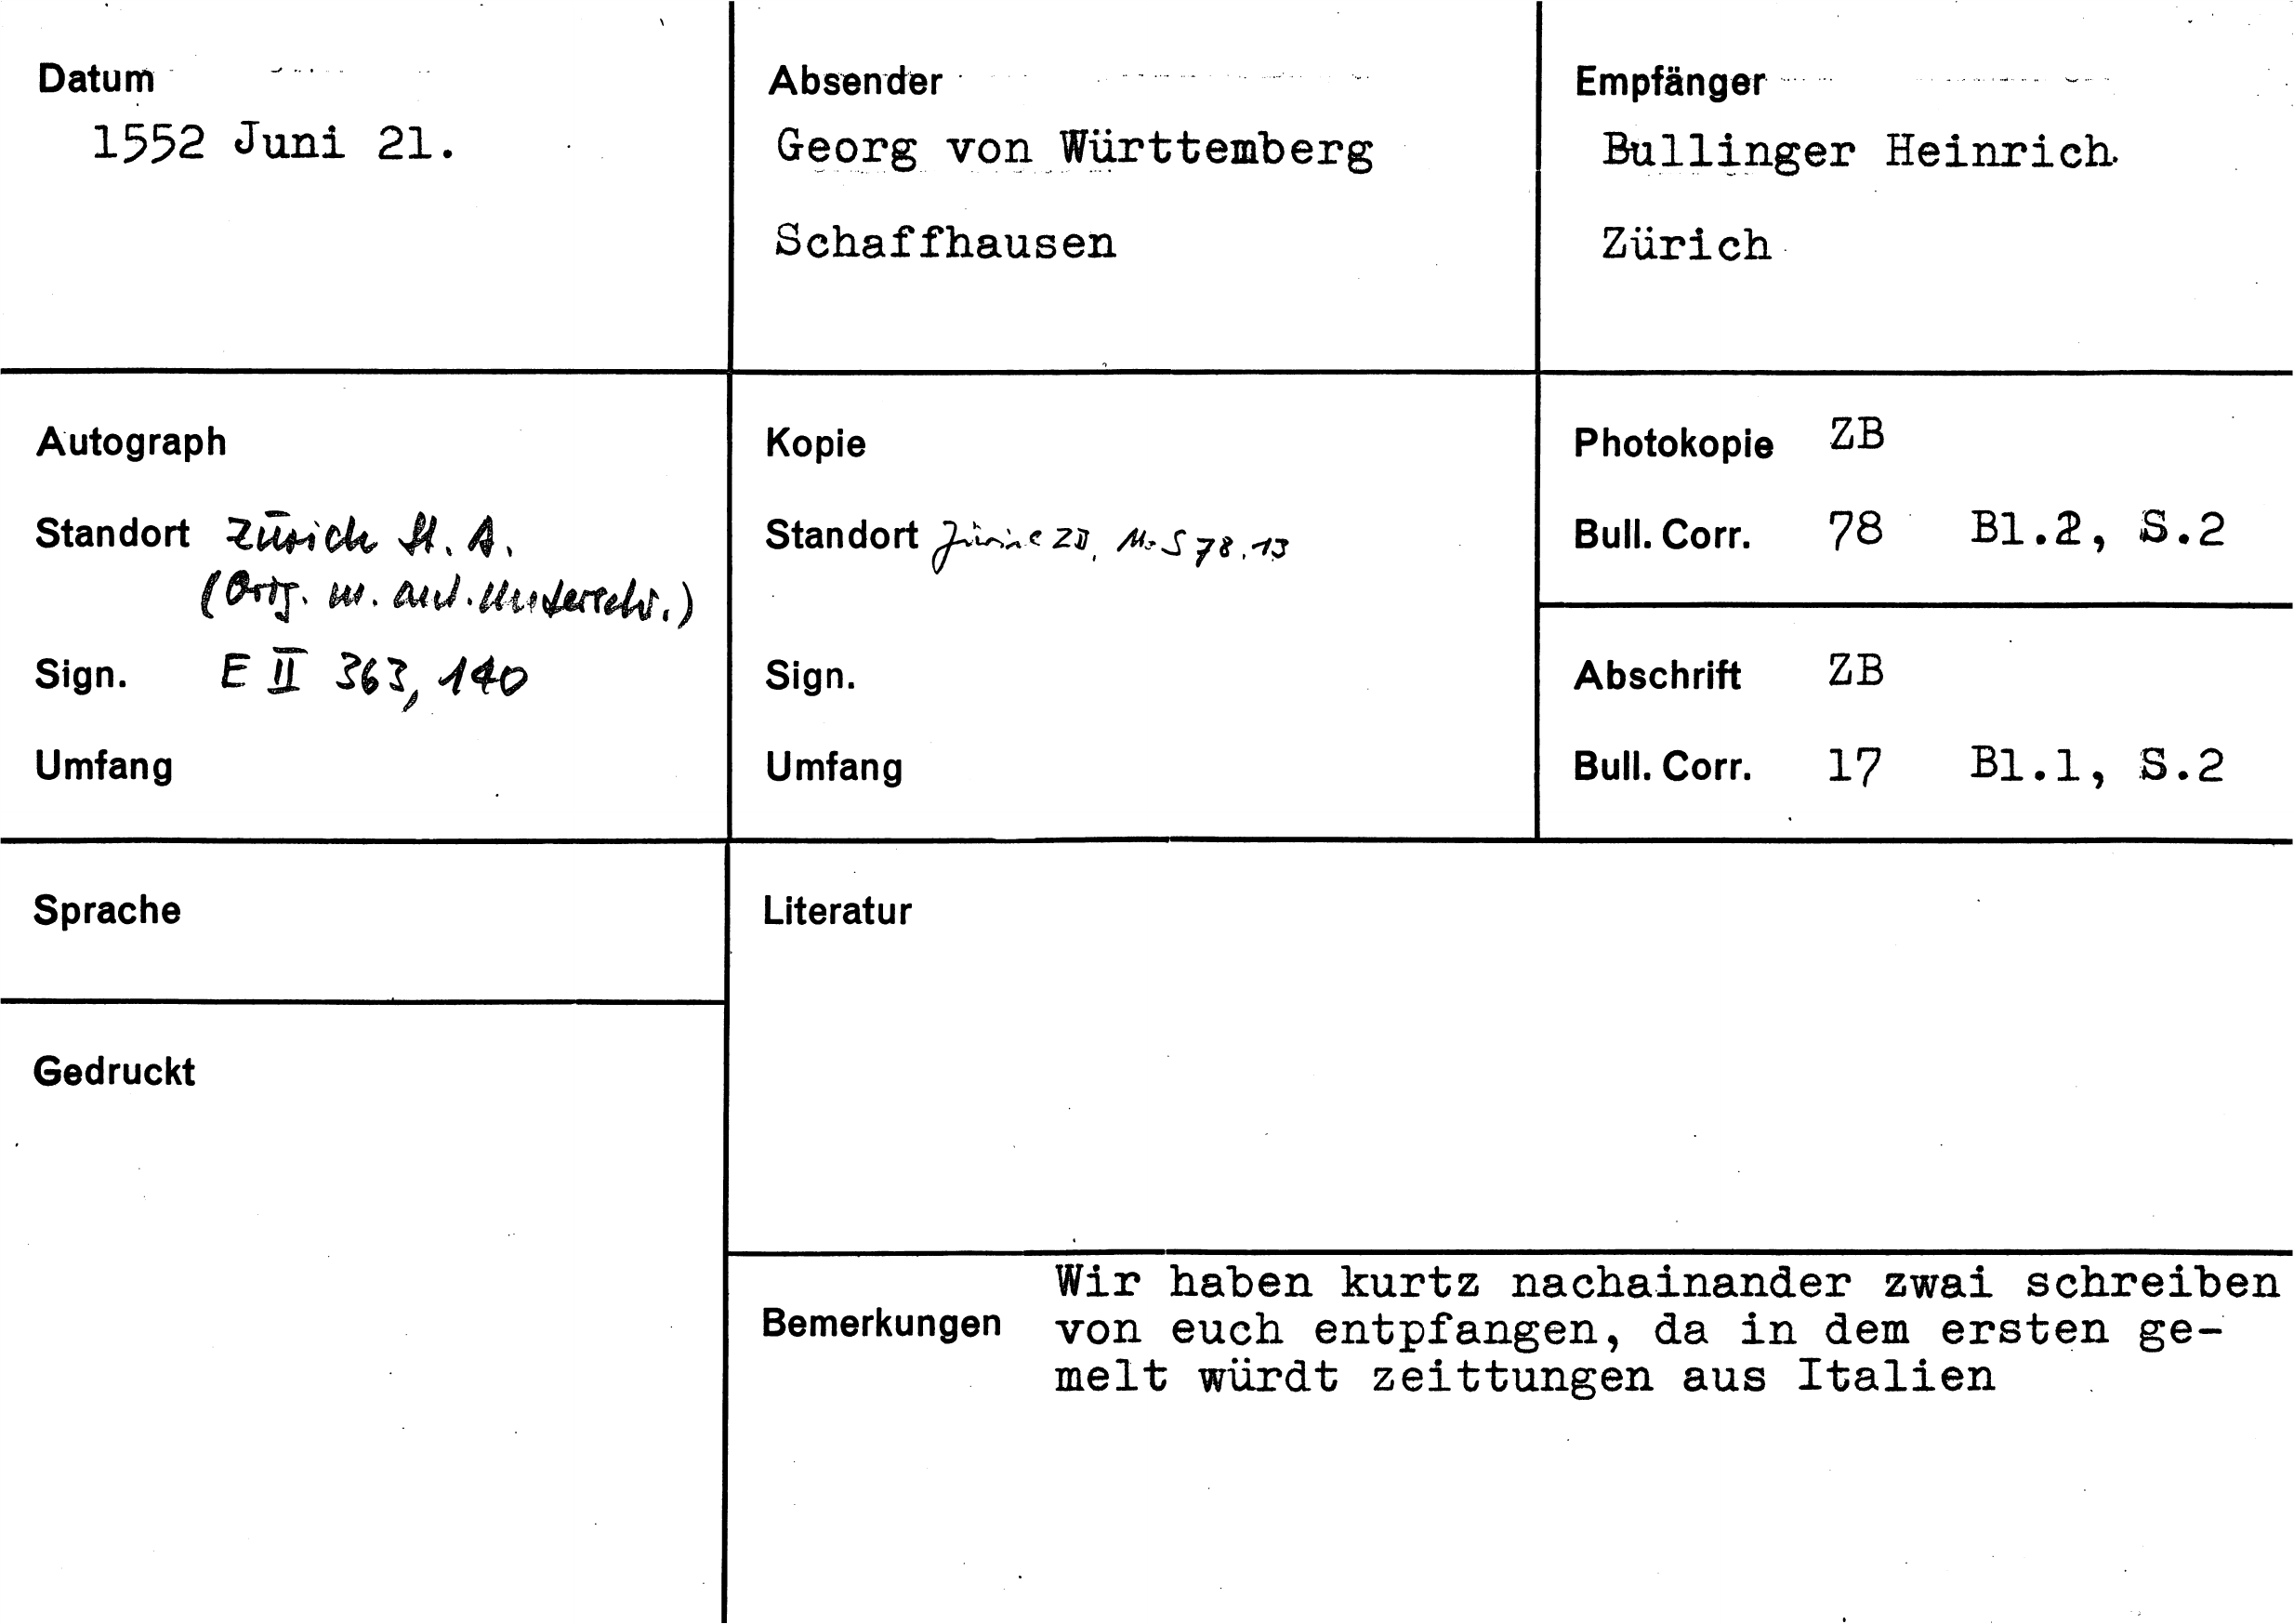 Datum
1552 Juni 21.
Absender
Georg von Württemberg
Schaffhausen
Empfänger
Bullinger Heinrich
Zürich
Autograph
Standort Zürich St. A.
(Orig. m. aut. Unterschr.)
Sign. E II 363, 140
Umfang
Kopie
Standort Zürich ZB, Ms S 78.13
Sign.
Umfang
Photokopie ZB
Bull. Corr. 78 Bl.2, S.2
Abschrift ZB
Bull. Corr. 17 Bl.1, S.2
Sprache
Gedruckt
Literatur
Bemerkungen
Wir haben kurtz nachainander zwai schreiben
von euch entpfangen, da in dem ersten ge-
melt würdt zeittungen aus Italien